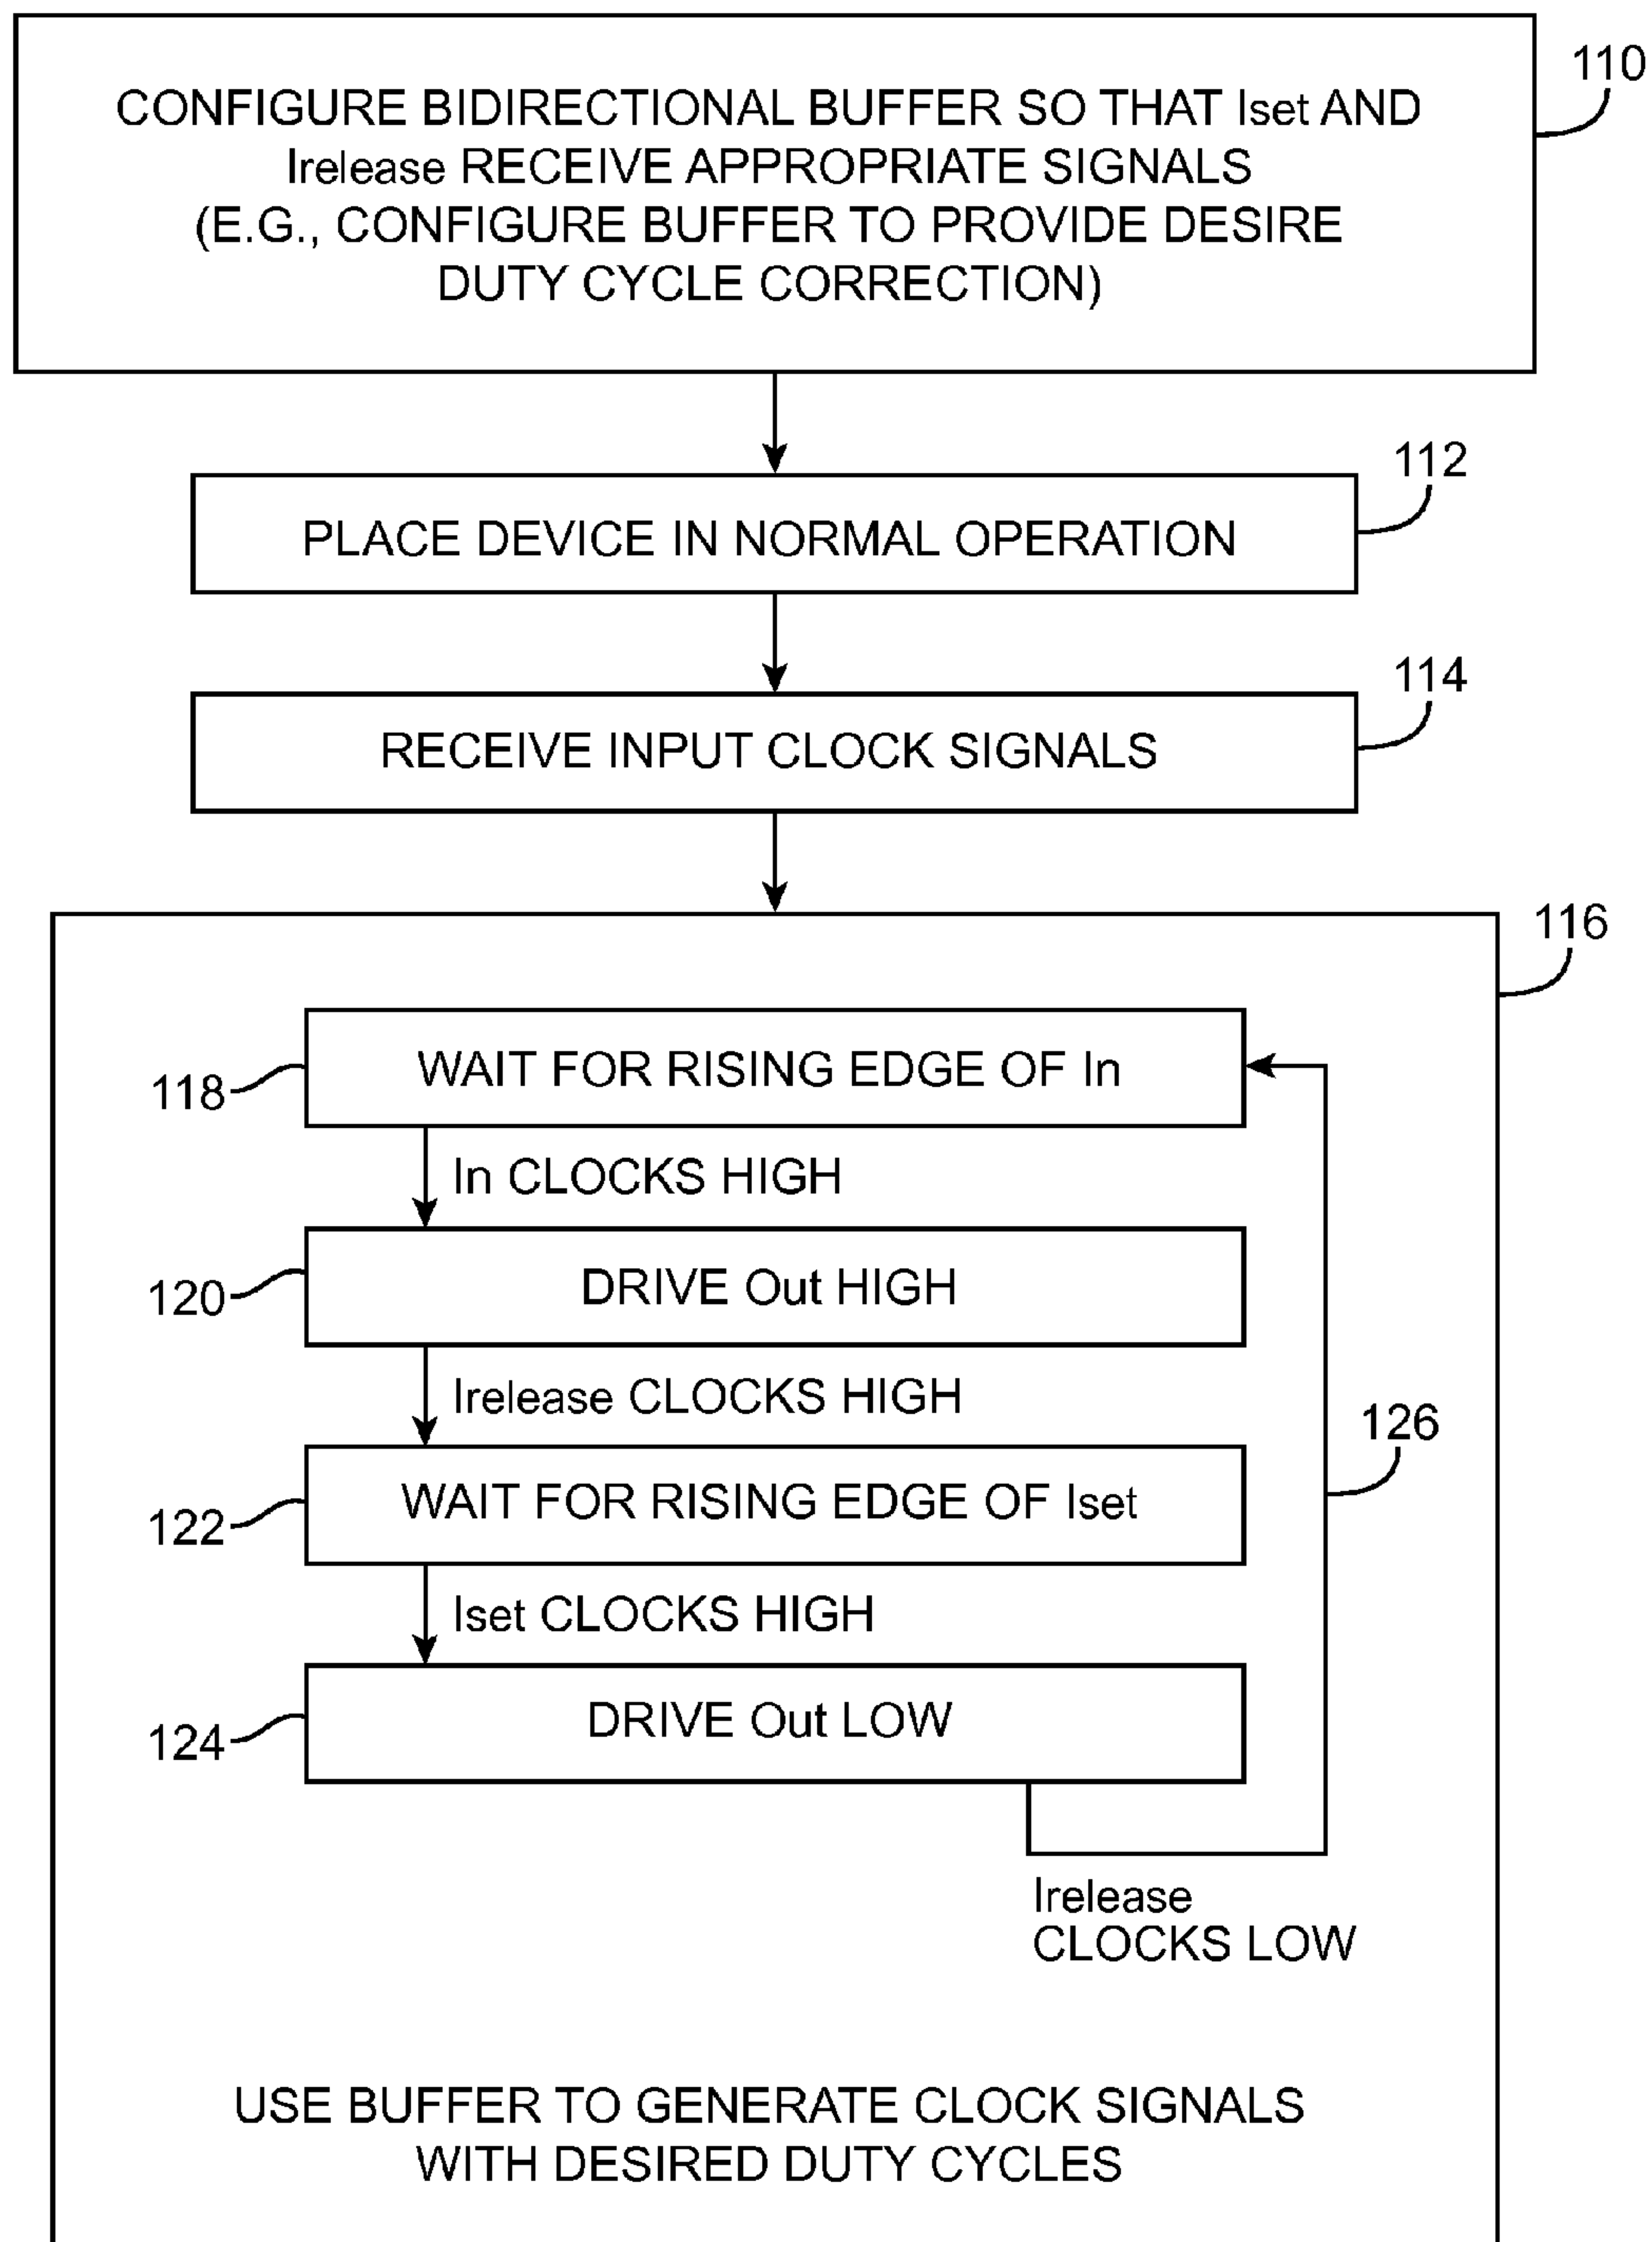 110
CONFIGURE BIDIRECTIONAL BUFFER SO THAT Iset AND
Irelease RECEIVE APPROPRIATE SIGNALS
(E.G., CONFIGURE BUFFER TO PROVIDE DESIRE
DUTY CYCLE CORRECTION)
112
PLACE DEVICE IN NORMAL OPERATION
114
RECEIVE INPUT CLOCK SIGNALS
116
WAIT FOR RISING EDGE OF In
118
In CLOCKS HIGH
DRIVE Out HIGH
120
Irelease CLOCKS HIGH
126
WAIT FOR RISING EDGE OF Iset
122
Iset CLOCKS HIGH
DRIVE Out LOW
124
Irelease
CLOCKS LOW
USE BUFFER TO GENERATE CLOCK SIGNALS
WITH DESIRED DUTY CYCLES